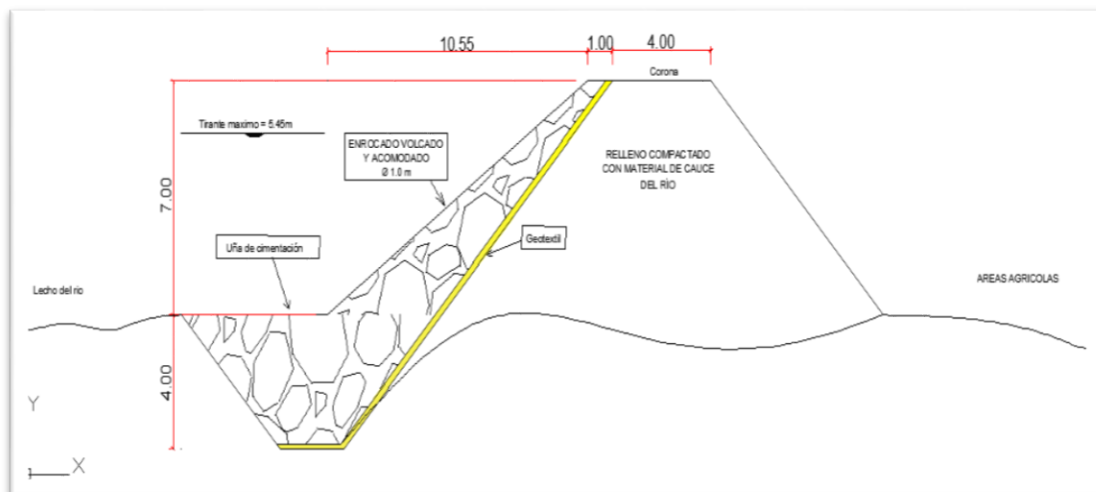 10.55
1.00
4.00
Corona
Tirante maximo = 5.45m
ENROCADO VOLCADO
Y ACOMODADO
Ø 1.0 m
RELLENO COMPACTADO
CON MATERIAL DE CAUCE
DEL RÍO
7.00
Uña de cimentación
Geotextil
Lecho del rio
AREAS AGRICOLAS
4.00
Y
X